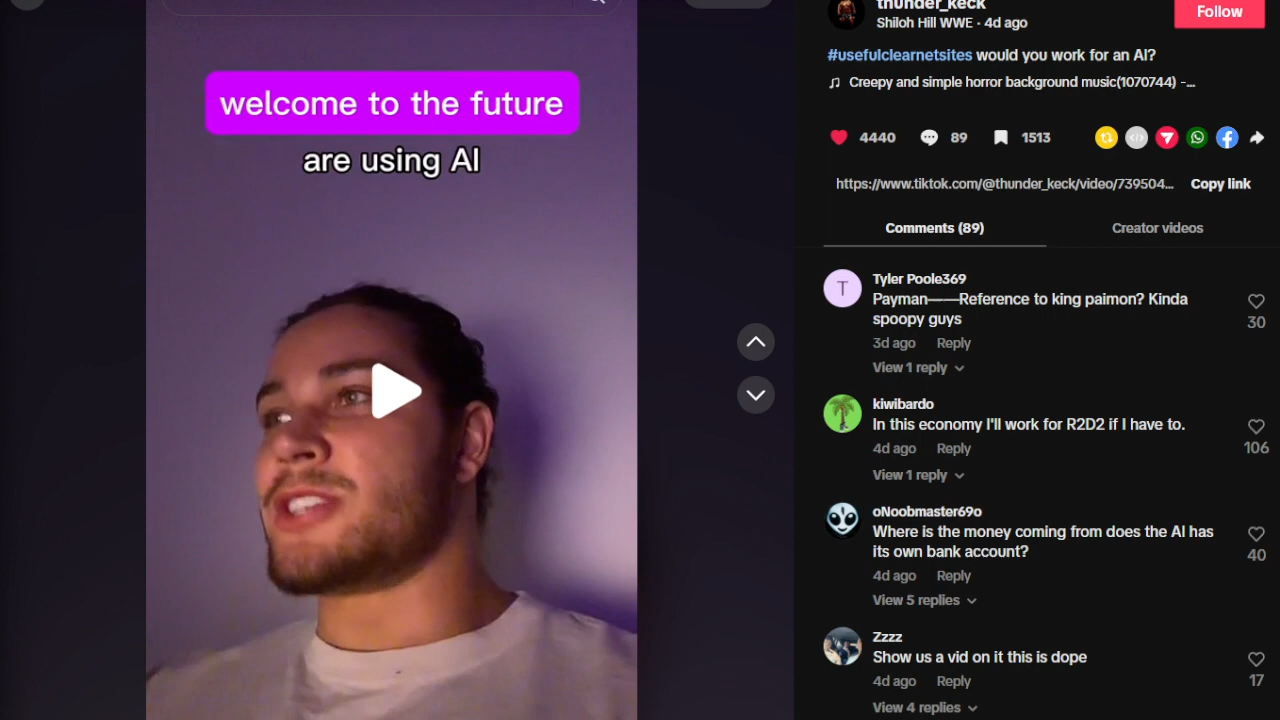 welcome to the future
are using AI
thunder_keck
Shiloh Hill WWE · 4d ago
Follow
#usefulclearnetsites would you work for an AI?
♫ Creepy and simple horror background music(1070744) -...
4440
89
1513
https://www.tiktok.com/@thunder_keck/video/739504...
Copy link
Comments (89)
Creator videos
T
Tyler Poole369
Payman——Reference to king paimon? Kinda
spoopy guys
30
3d ago Reply
View 1 reply
kiwibardo
In this economy I'll work for R2D2 if I have to.
106
4d ago Reply
View 1 reply
oNoobmaster69o
Where is the money coming from does the AI has
its own bank account?
40
4d ago Reply
View 5 replies
Zzzz
Show us a vid on it this is dope
17
4d ago Reply
View 4 replies